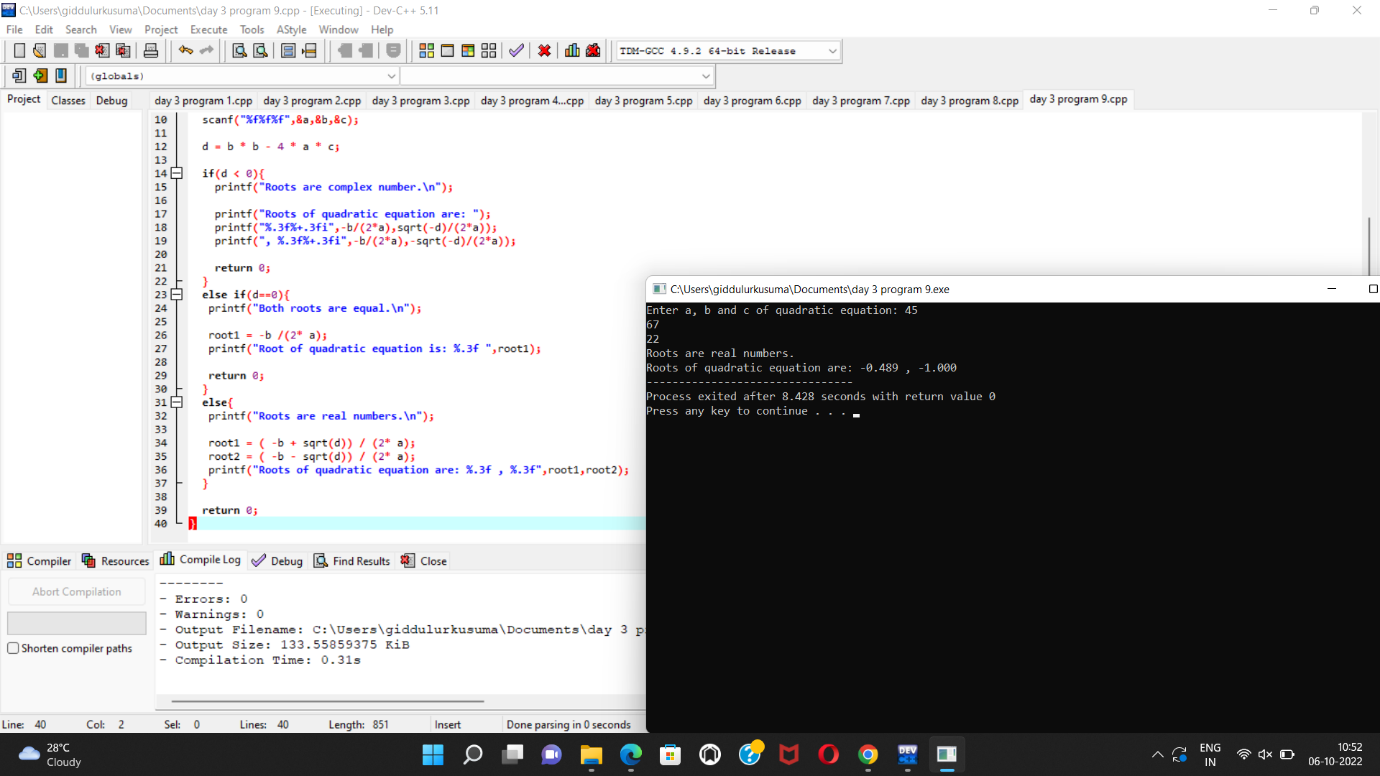 C:\Users\giddulurkusuma\Documents\day 3 program 9.cpp - [Executing] - Dev-C++ 5.11
File Edit Search View Project Execute Tools AStyle Window Help
TDM-GCC 4.9.2 64-bit Release
(globals)
Project Classes Debug
day 3 program 1.cpp day 3 program 2.cpp day 3 program 3.cpp day 3 program 4...cpp day 3 program 5.cpp day 3 program 6.cpp day 3 program 7.cpp day 3 program 8.cpp day 3 program 9.cpp
10 scanf("%f%f%f",&a,&b,&c);
11
12 d = b * b - 4 * a * c;
13
14 if(d < 0){
15 printf("Roots are complex number.\n");
16
17 printf("Roots of quadratic equation are: ");
18 printf("%.3f%+.3fi",-b/(2*a),sqrt(-d)/(2*a));
19 printf(", %.3f%+.3fi",-b/(2*a),-sqrt(-d)/(2*a));
20
21 return 0;
22 }
23 else if(d==0){
24 printf("Both roots are equal.\n");
25
26 root1 = -b /(2* a);
27 printf("Root of quadratic equation is: %.3f ",root1);
28
29 return 0;
30 }
31 else{
32 printf("Roots are real numbers.\n");
33
34 root1 = ( -b + sqrt(d)) / (2* a);
35 root2 = ( -b - sqrt(d)) / (2* a);
36 printf("Roots of quadratic equation are: %.3f , %.3f",root1,root2);
37 }
38
39 return 0;
40 }
C:\Users\giddulurkusuma\Documents\day 3 program 9.exe
Enter a, b and c of quadratic equation: 45
67
22
Roots are real numbers.
Roots of quadratic equation are: -0.489 , -1.000
--------------------------------
Process exited after 8.428 seconds with return value 0
Press any key to continue . . .
Compiler Resources Compile Log Debug Find Results Close
Abort Compilation
Shorten compiler paths
--------
- Errors: 0
- Warnings: 0
- Output Filename: C:\Users\giddulurkusuma\Documents\day 3 p
- Output Size: 133.55859375 KiB
- Compilation Time: 0.31s
Line: 40 Col: 2 Sel: 0 Lines: 40 Length: 851 Insert Done parsing in 0 seconds
28°C
Cloudy
DEV
ENG
IN
10:52
06-10-2022